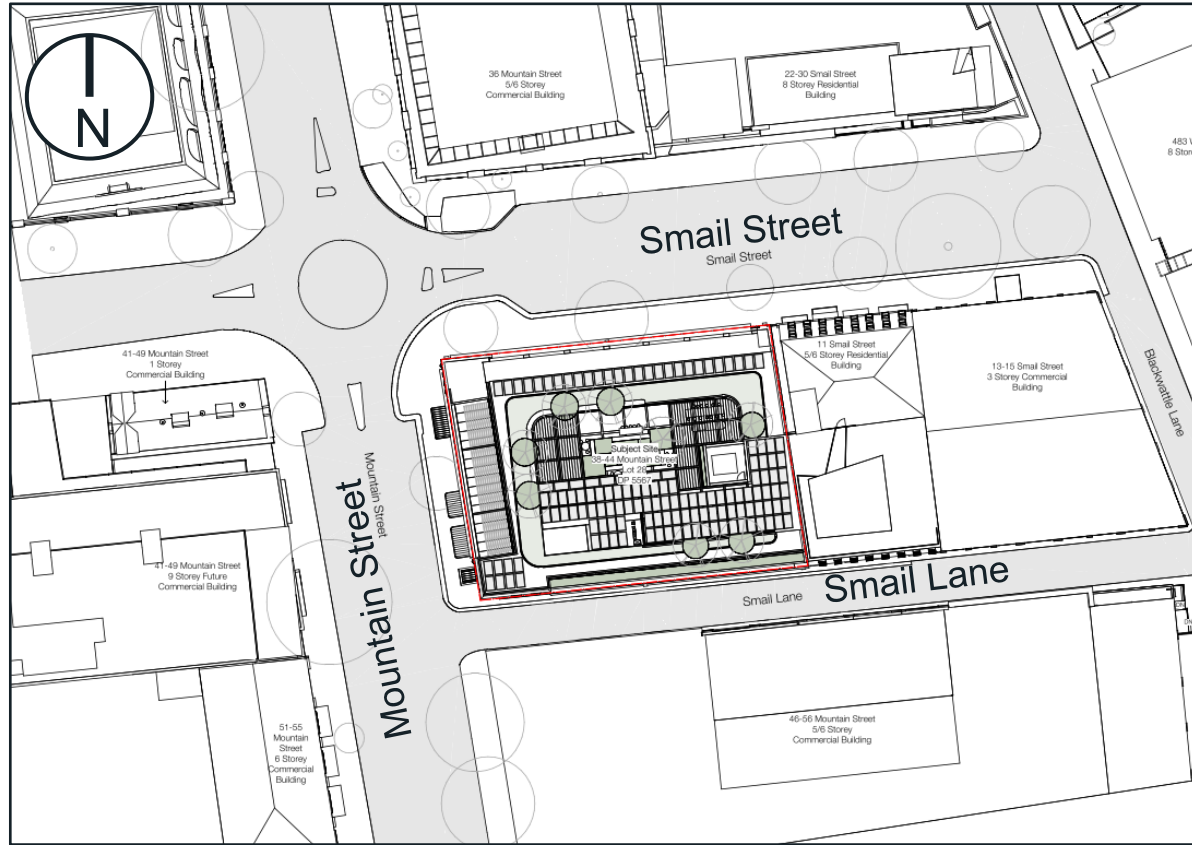 N
36 Mountain Street
5/6 Storey
Commercial Building
22-30 Smail Street
8 Storey Residential
Building
483
8
Smail Street
Smail Street
41-49 Mountain Street
1 Storey
Commercial Building
11 Smail Street
5/6 Storey Residential
Building
13-15 Smail Street
3 Storey Commercial
Building
Blackwattle Lane
Subject Site
38-44 Mountain Street
Lot 28
DP 5567
Mountain Street
Mountain Street
41-49 Mountain Street
9 Storey Future
Commercial Building
Smail Lane
Smail Lane
DN
51-55
Mountain
Street
6 Storey
Commercial
Building
46-56 Mountain Street
5/6 Storey
Commercial Building